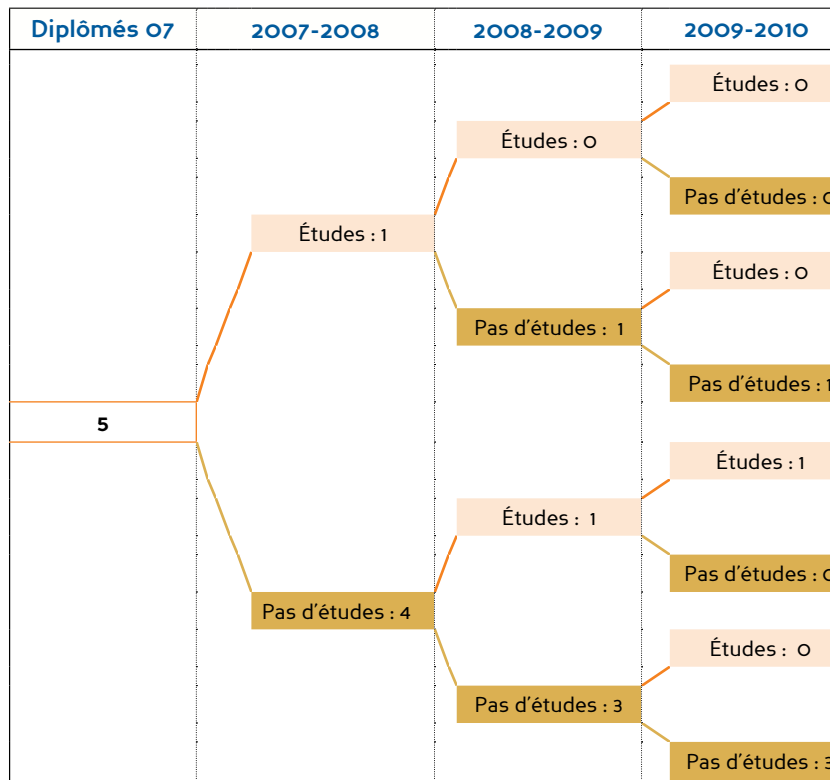 Diplômés 07 2007-2008 2008-2009 2009-2010
Études : 0
Études : 0
Pas d'études : 0
Études : 1
Études : 0
Pas d'études : 1
Pas d'études : 1
5
Études : 1
Études : 1
Pas d'études : 0
Pas d'études : 4
Études : 0
Pas d'études : 3
Pas d'études : 3